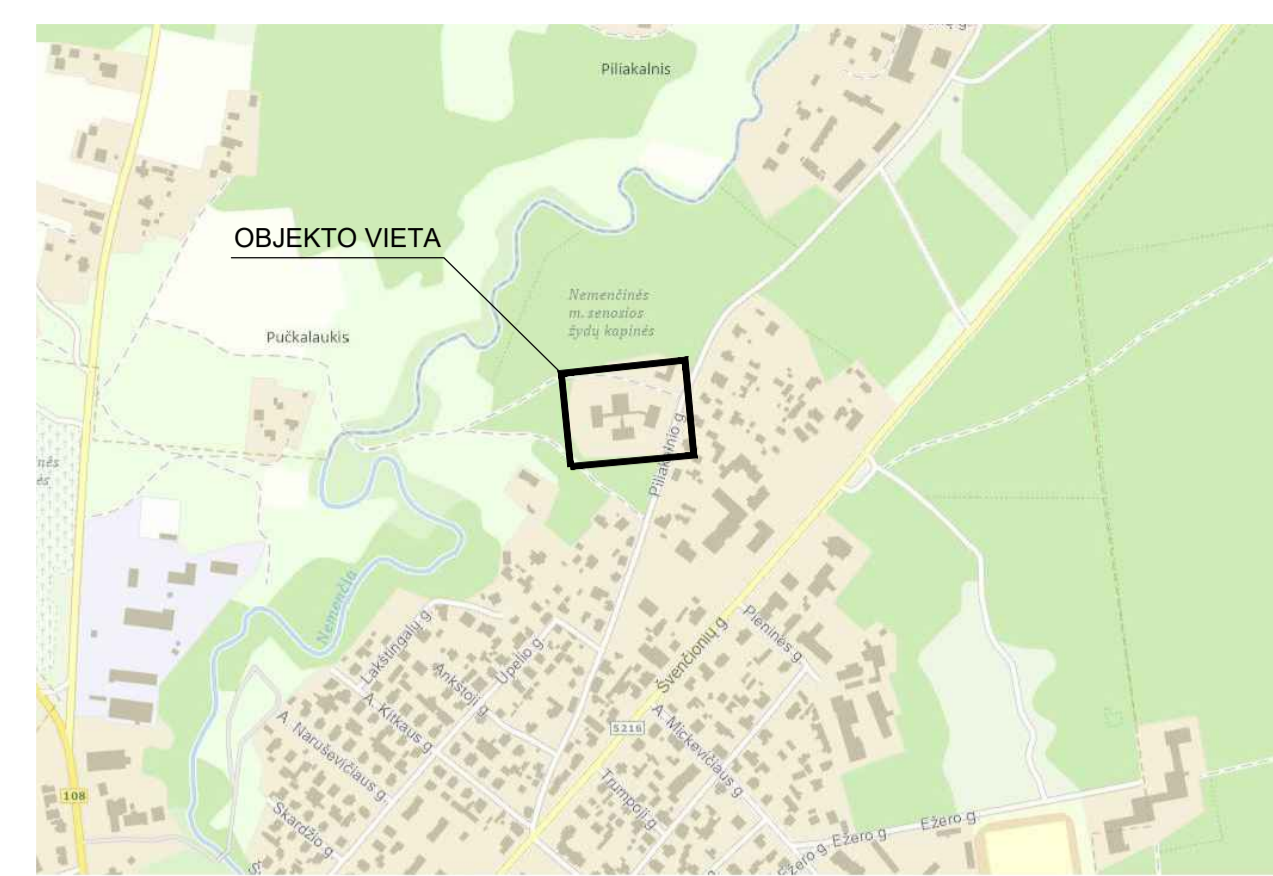 Piliakalnis
OBJEKTO VIETA
Nemenčinės
m. senosios
žydų kapinės
Pučkalaukis
Piliakalnio g.
Nemenčia
Lakštingalų g.
Upelio g.
Ankstoji g.
A. Kitkaus g.
A. Naruševičiaus g.
Skardžio g.
Švenčionių g.
Pieninės g.
5216
A. Mickevičiaus g.
Trumpoji g.
108
Ežero g.
Ežero g.
Ežero g.